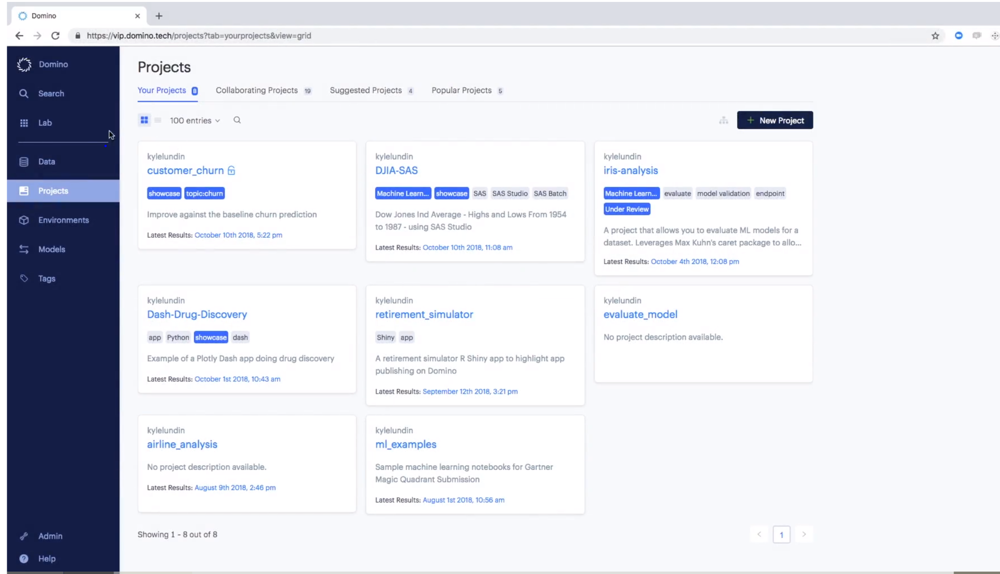 Domino
https://vip.domino.tech/projects?tab=yourprojects&view=grid
Domino
Search
Lab
Data
Projects
Environments
Models
Tags
Admin
Help
Projects
Your Projects 8 Collaborating Projects 19 Suggested Projects 4 Popular Projects 5
100 entries
+ New Project
kylelundin
customer_churn
showcase topic:churn
Improve against the baseline churn prediction
Latest Results: October 10th 2018, 5:22 pm
kylelundin
DJIA-SAS
Machine Learn... showcase SAS SAS Studio SAS Batch
Dow Jones Ind Average - Highs and Lows From 1954
to 1987 - using SAS Studio
Latest Results: October 10th 2018, 11:08 am
kylelundin
iris-analysis
Machine Learn... evaluate model validation endpoint
Under Review
A project that allows you to evaluate ML models for a
dataset. Leverages Max Kuhn's caret package to allo...
Latest Results: October 4th 2018, 12:08 pm
kylelundin
Dash-Drug-Discovery
app Python showcase dash
Example of a Plotly Dash app doing drug discovery
Latest Results: October 1st 2018, 10:43 am
kylelundin
retirement_simulator
Shiny app
A retirement simulator R Shiny app to highlight app
publishing on Domino
Latest Results: September 12th 2018, 3:21 pm
kylelundin
evaluate_model
No project description available.
kylelundin
airline_analysis
No project description available.
Latest Results: August 9th 2018, 2:46 pm
kylelundin
ml_examples
Sample machine learning notebooks for Gartner
Magic Quadrant Submission
Latest Results: August 1st 2018, 10:56 am
Showing 1 - 8 out of 8
< 1 >